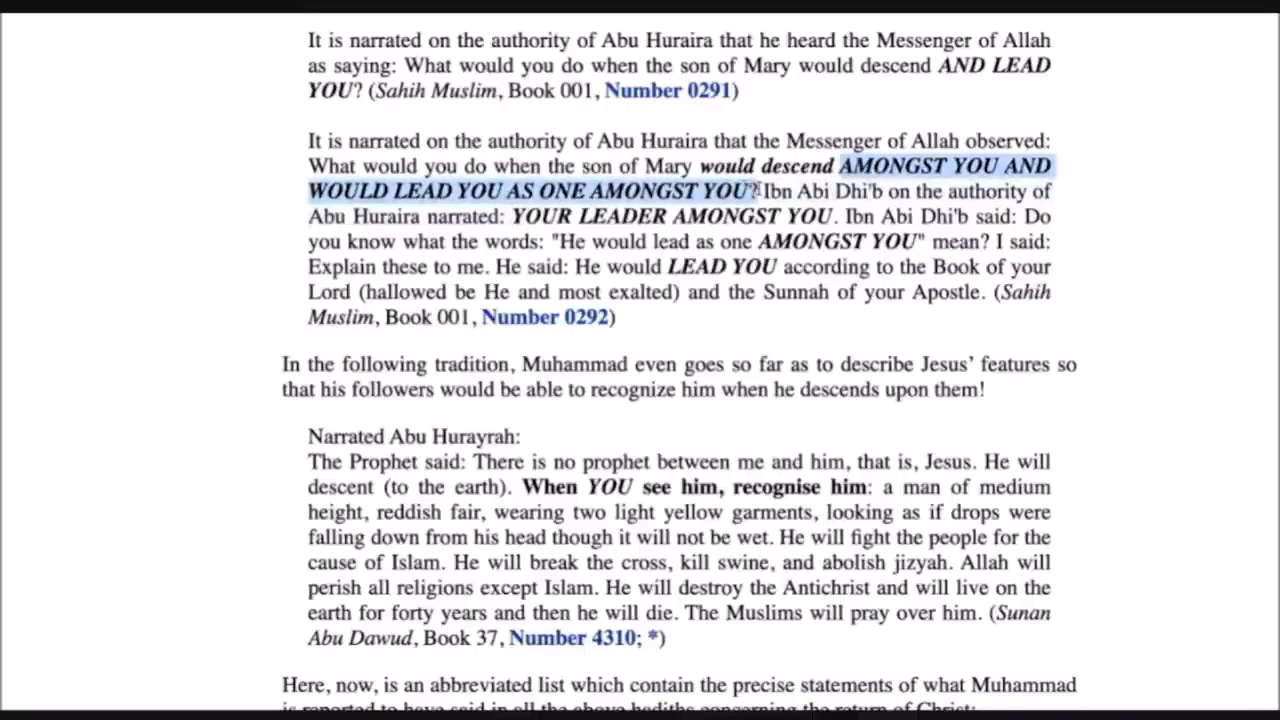 It is narrated on the authority of Abu Huraira that he heard the Messenger of Allah
as saying: What would you do when the son of Mary would descend AND LEAD
YOU? (Sahih Muslim, Book 001, Number 0291)
It is narrated on the authority of Abu Huraira that the Messenger of Allah observed:
What would you do when the son of Mary would descend AMONGST YOU AND
WOULD LEAD YOU AS ONE AMONGST YOU? Ibn Abi Dhi'b on the authority of
Abu Huraira narrated: YOUR LEADER AMONGST YOU. Ibn Abi Dhi'b said: Do
you know what the words: "He would lead as one AMONGST YOU" mean? I said:
Explain these to me. He said: He would LEAD YOU according to the Book of your
Lord (hallowed be He and most exalted) and the Sunnah of your Apostle. (Sahih
Muslim, Book 001, Number 0292)
In the following tradition, Muhammad even goes so far as to describe Jesus’ features so
that his followers would be able to recognize him when he descends upon them!
Narrated Abu Hurayrah:
The Prophet said: There is no prophet between me and him, that is, Jesus. He will
descent (to the earth). When YOU see him, recognise him: a man of medium
height, reddish fair, wearing two light yellow garments, looking as if drops were
falling down from his head though it will not be wet. He will fight the people for the
cause of Islam. He will break the cross, kill swine, and abolish jizyah. Allah will
perish all religions except Islam. He will destroy the Antichrist and will live on the
earth for forty years and then he will die. The Muslims will pray over him. (Sunan
Abu Dawud, Book 37, Number 4310; *)
Here, now, is an abbreviated list which contain the precise statements of what Muhammad
is reported to have said in all the above hadiths concerning the return of Christ: